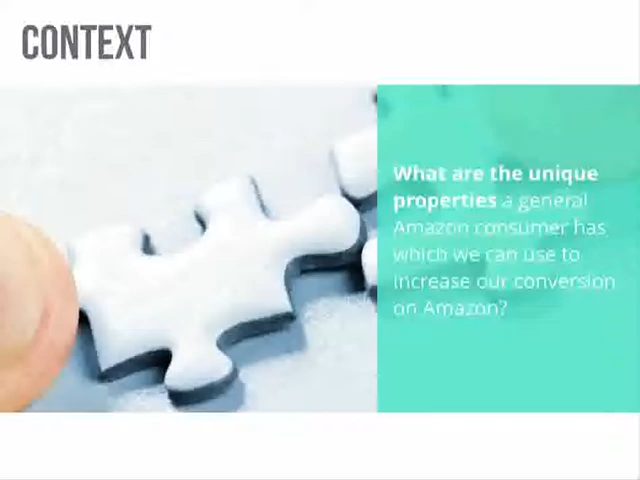 CONTEXT
What are the unique
properties a general
Amazon consumer has
which we can use to
increase our conversion
on Amazon?